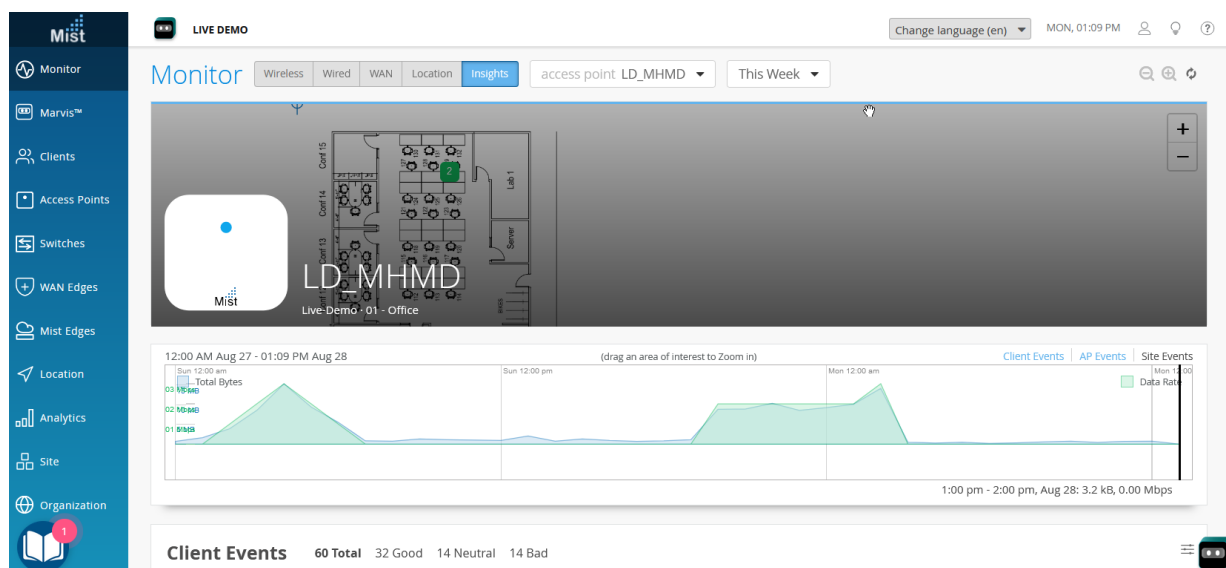 Mist
LIVE DEMO
Change language (en)
MON, 01:09 PM
Monitor
Marvis™
Clients
Access Points
Switches
WAN Edges
Mist Edges
Location
Analytics
Site
Organization
1
Monitor
Wireless Wired WAN Location Insights
access point LD_MHMD
This Week
Conf 15
Conf 14
Conf 13
2
Lab 1
Server
Mist
LD_MHMD
Live-Demo - 01 - Office
12:00 AM Aug 27 - 01:09 PM Aug 28
(drag an area of interest to Zoom in)
Client Events AP Events Site Events
Sun 12:00 am
Sun 12:00 pm
Mon 12:00 am
Total Bytes
Data Rate
1:00 pm - 2:00 pm, Aug 28: 3.2 kB, 0.00 Mbps
Client Events 60 Total 32 Good 14 Neutral 14 Bad